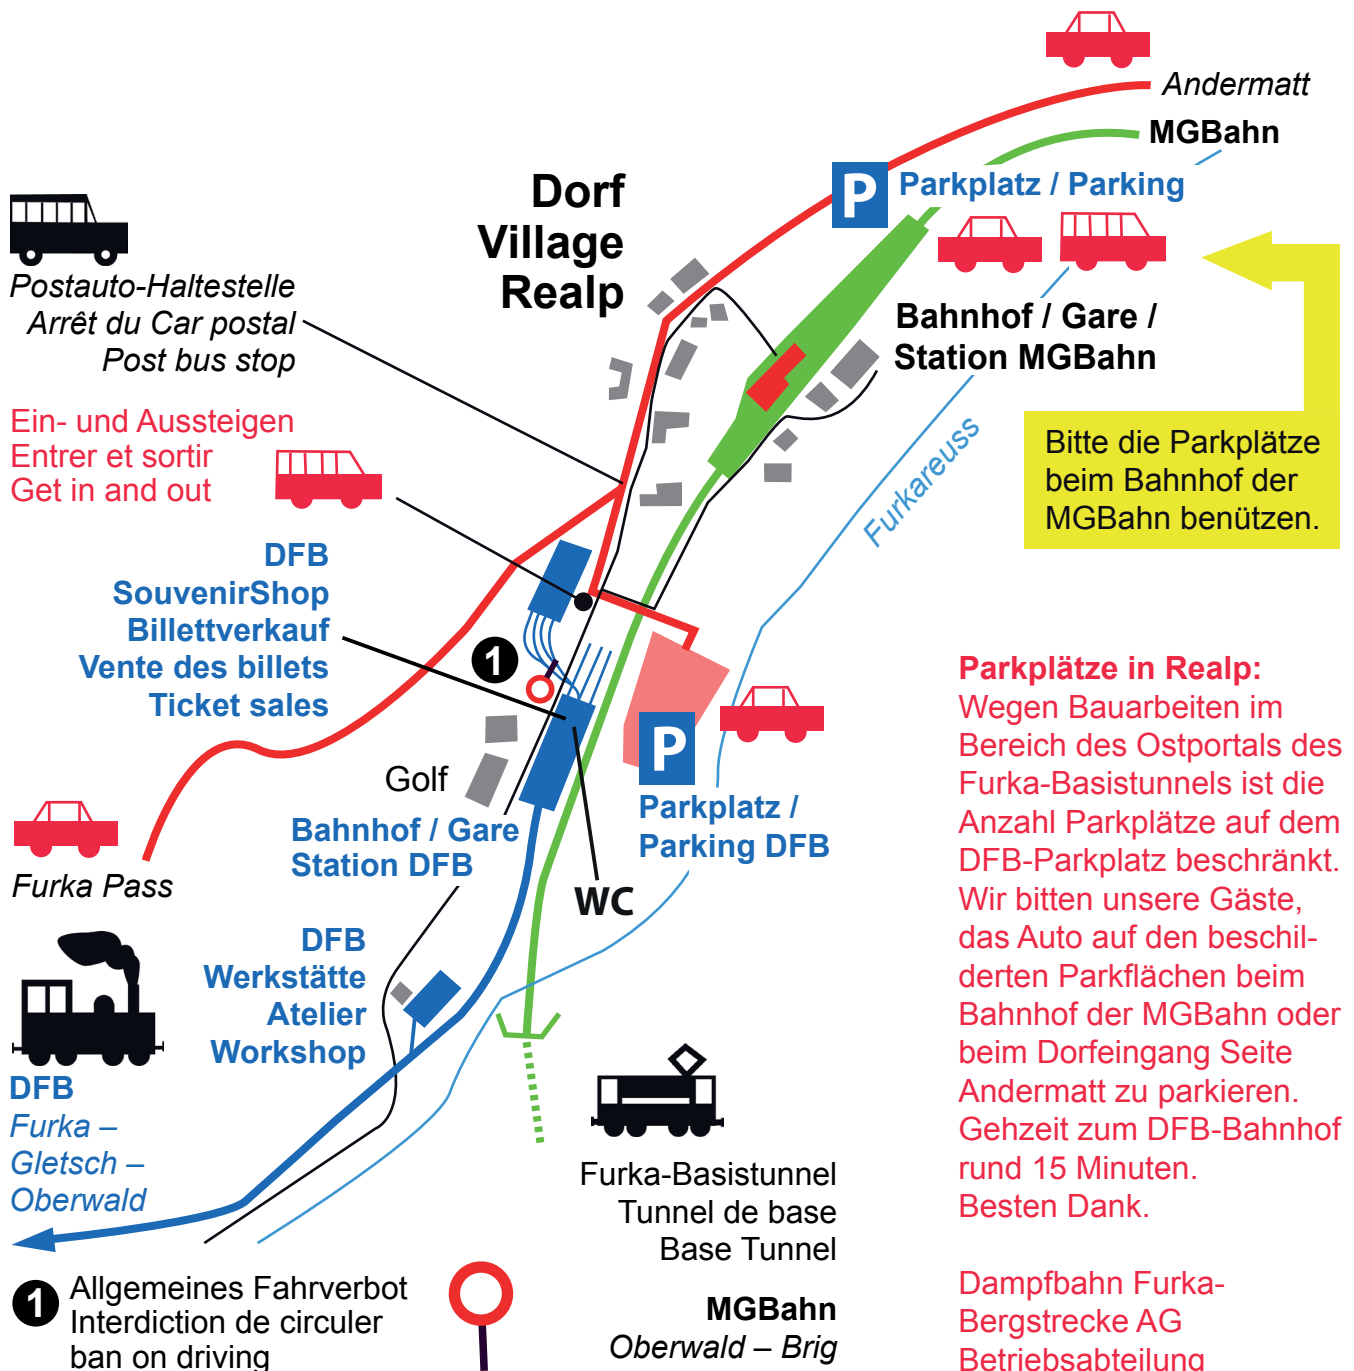 Andermatt
MGBahn
P
Parkplatz / Parking
Dorf
Village
Realp
Postauto-Haltestelle
Arrêt du Car postal
Post bus stop
Bahnhof / Gare /
Station MGBahn
Ein- und Aussteigen
Entrer et sortir
Get in and out
Furkareuss
Bitte die Parkplätze
beim Bahnhof der
MGBahn benützen.
DFB
SouvenirShop
Billettverkauf
Vente des billets
Ticket sales
1
Golf
P
Parkplatz /
Parking DFB
Bahnhof / Gare
Station DFB
WC
Furka Pass
DFB
Werkstätte
Atelier
Workshop
DFB
Furka –
Gletsch –
Oberwald
Furka-Basistunnel
Tunnel de base
Base Tunnel
MGBahn
Oberwald – Brig
1
Allgemeines Fahrverbot
Interdiction de circuler
ban on driving
Parkplätze in Realp:
Wegen Bauarbeiten im
Bereich des Ostportals des
Furka-Basistunnels ist die
Anzahl Parkplätze auf dem
DFB-Parkplatz beschränkt.
Wir bitten unsere Gäste,
das Auto auf den beschil-
derten Parkflächen beim
Bahnhof der MGBahn oder
beim Dorfeingang Seite
Andermatt zu parkieren.
Gehzeit zum DFB-Bahnhof
rund 15 Minuten.
Besten Dank.
Dampfbahn Furka-
Bergstrecke AG
Betriebsabteilung